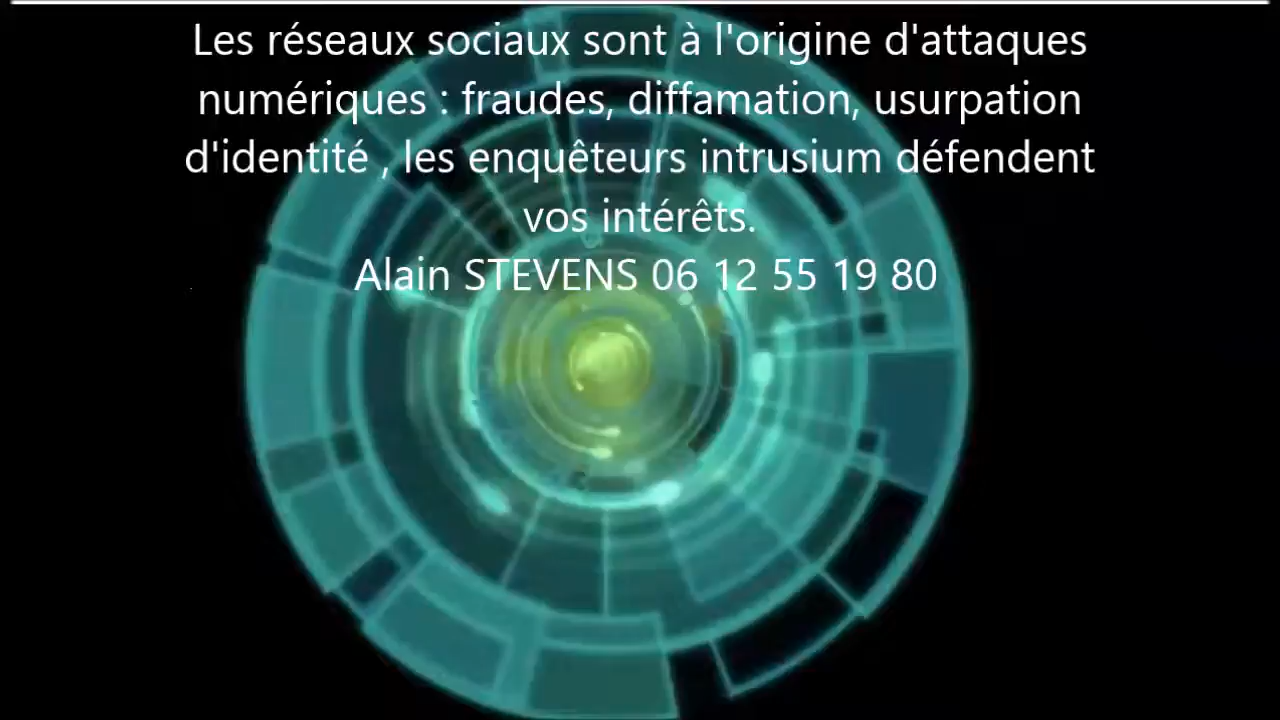 Les réseaux sociaux sont à l'origine d'attaques
numériques : fraudes, diffamation, usurpation
d'identité , les enquêteurs intrusium défendent
vos intérêts.
Alain STEVENS 06 12 55 19 80